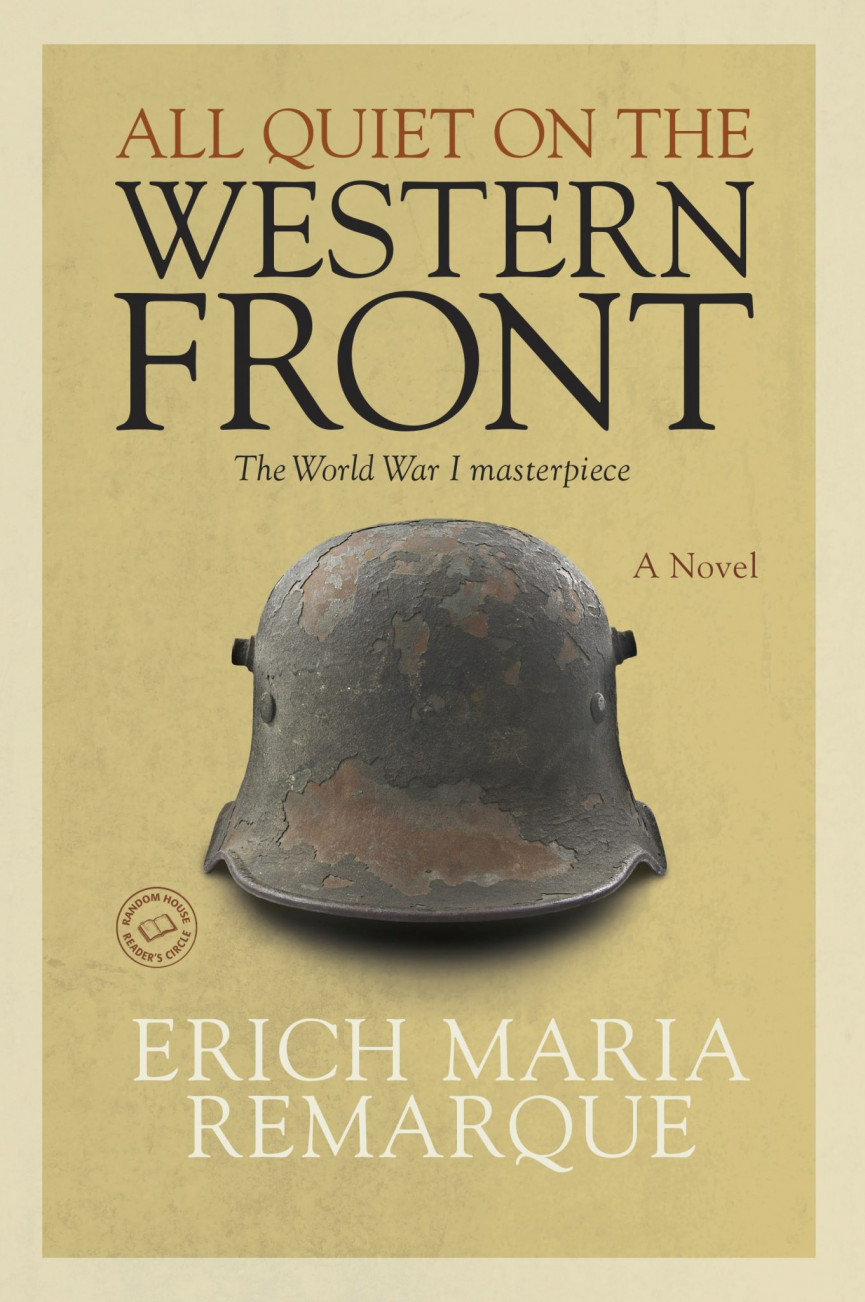 ALL QUIET ON THE
WESTERN
FRONT
The World War I masterpiece
A Novel
RANDOM HOUSE
READER'S CIRCLE
ERICH MARIA
REMARQUE